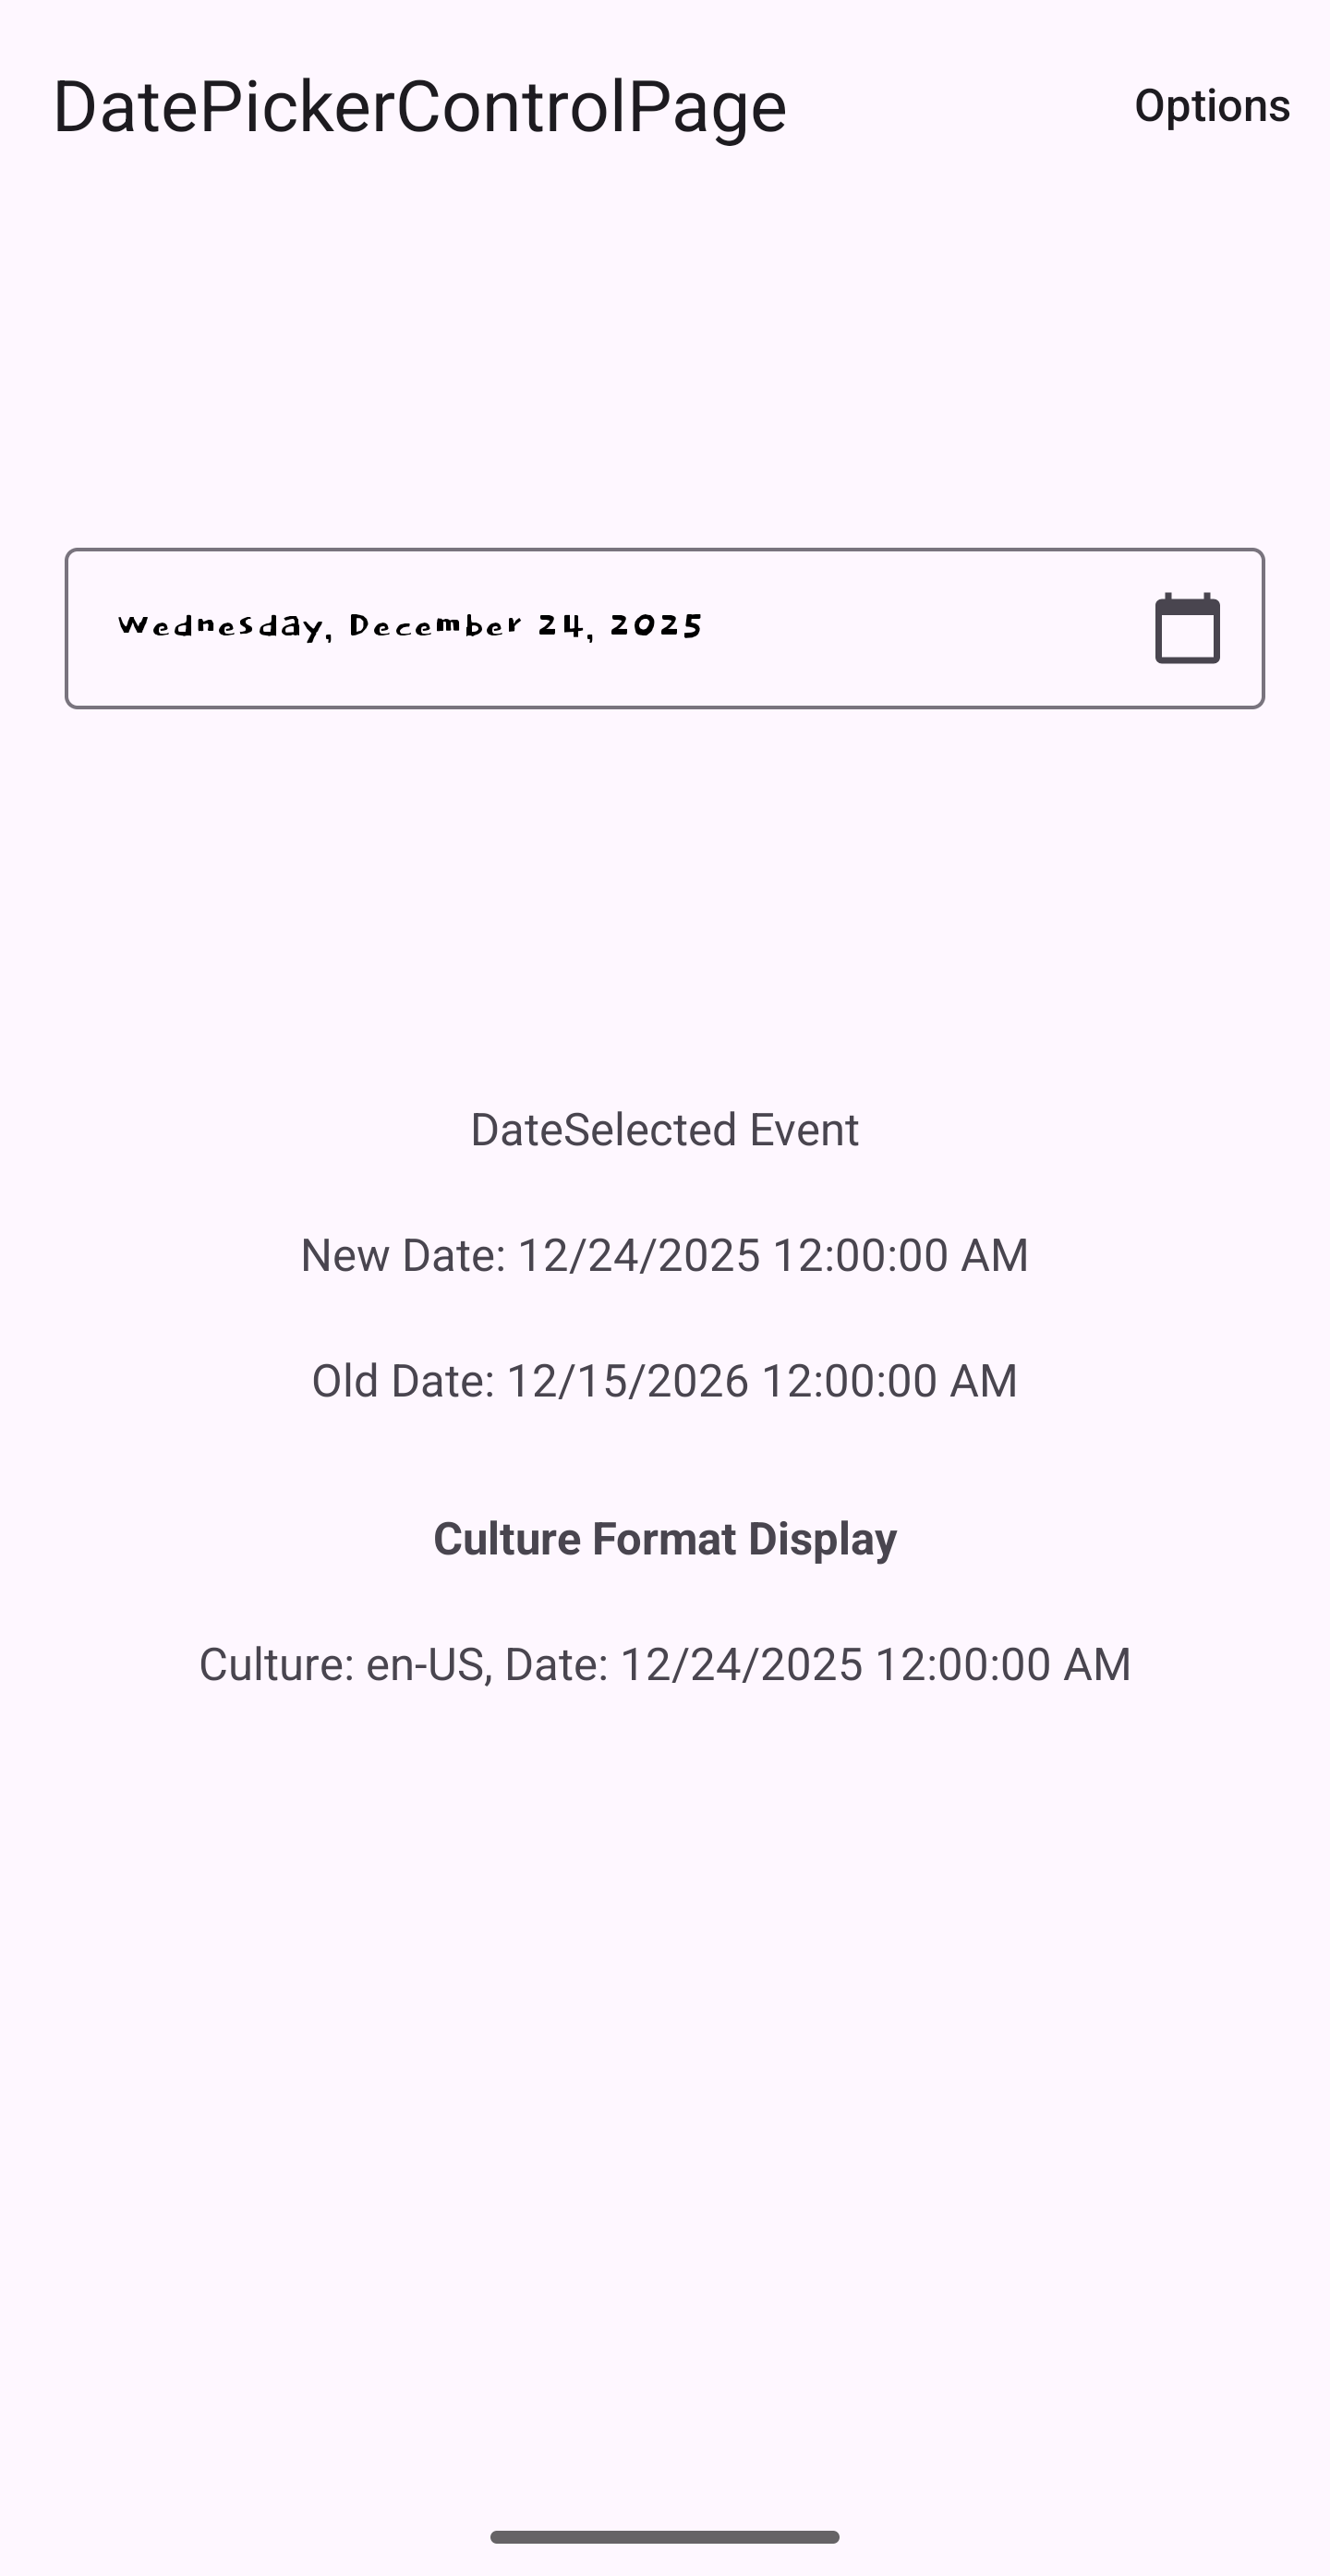 DatePickerControlPage
Options
Wednesday, December 24, 2025
DateSelected Event
New Date: 12/24/2025 12:00:00 AM
Old Date: 12/15/2026 12:00:00 AM
Culture Format Display
Culture: en-US, Date: 12/24/2025 12:00:00 AM